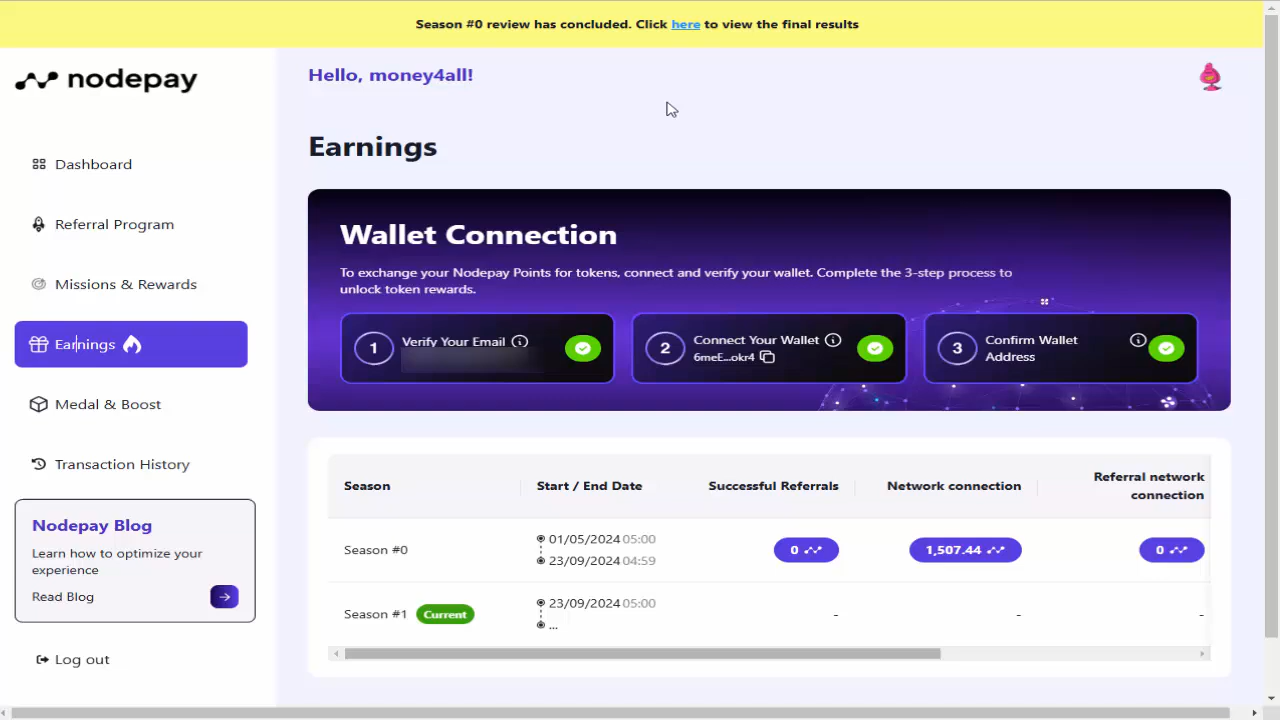 Season #0 review has concluded. Click here to view the final results
nodepay
Hello, money4all!
Dashboard
Referral Program
Missions & Rewards
Earnings
Medal & Boost
Transaction History
Nodepay Blog
Learn how to optimize your
experience
Read Blog
Log out
Earnings
Wallet Connection
To exchange your Nodepay Points for tokens, connect and verify your wallet. Complete the 3-step process to
unlock token rewards.
1 Verify Your Email
2 Connect Your Wallet
6meE...okr4
3 Confirm Wallet
Address
Season Start / End Date Successful Referrals Network connection Referral network
connection
Season #0 01/05/2024 05:00 0 1,507.44 0
23/09/2024 04:59
Season #1 Current 23/09/2024 05:00 - - -
...